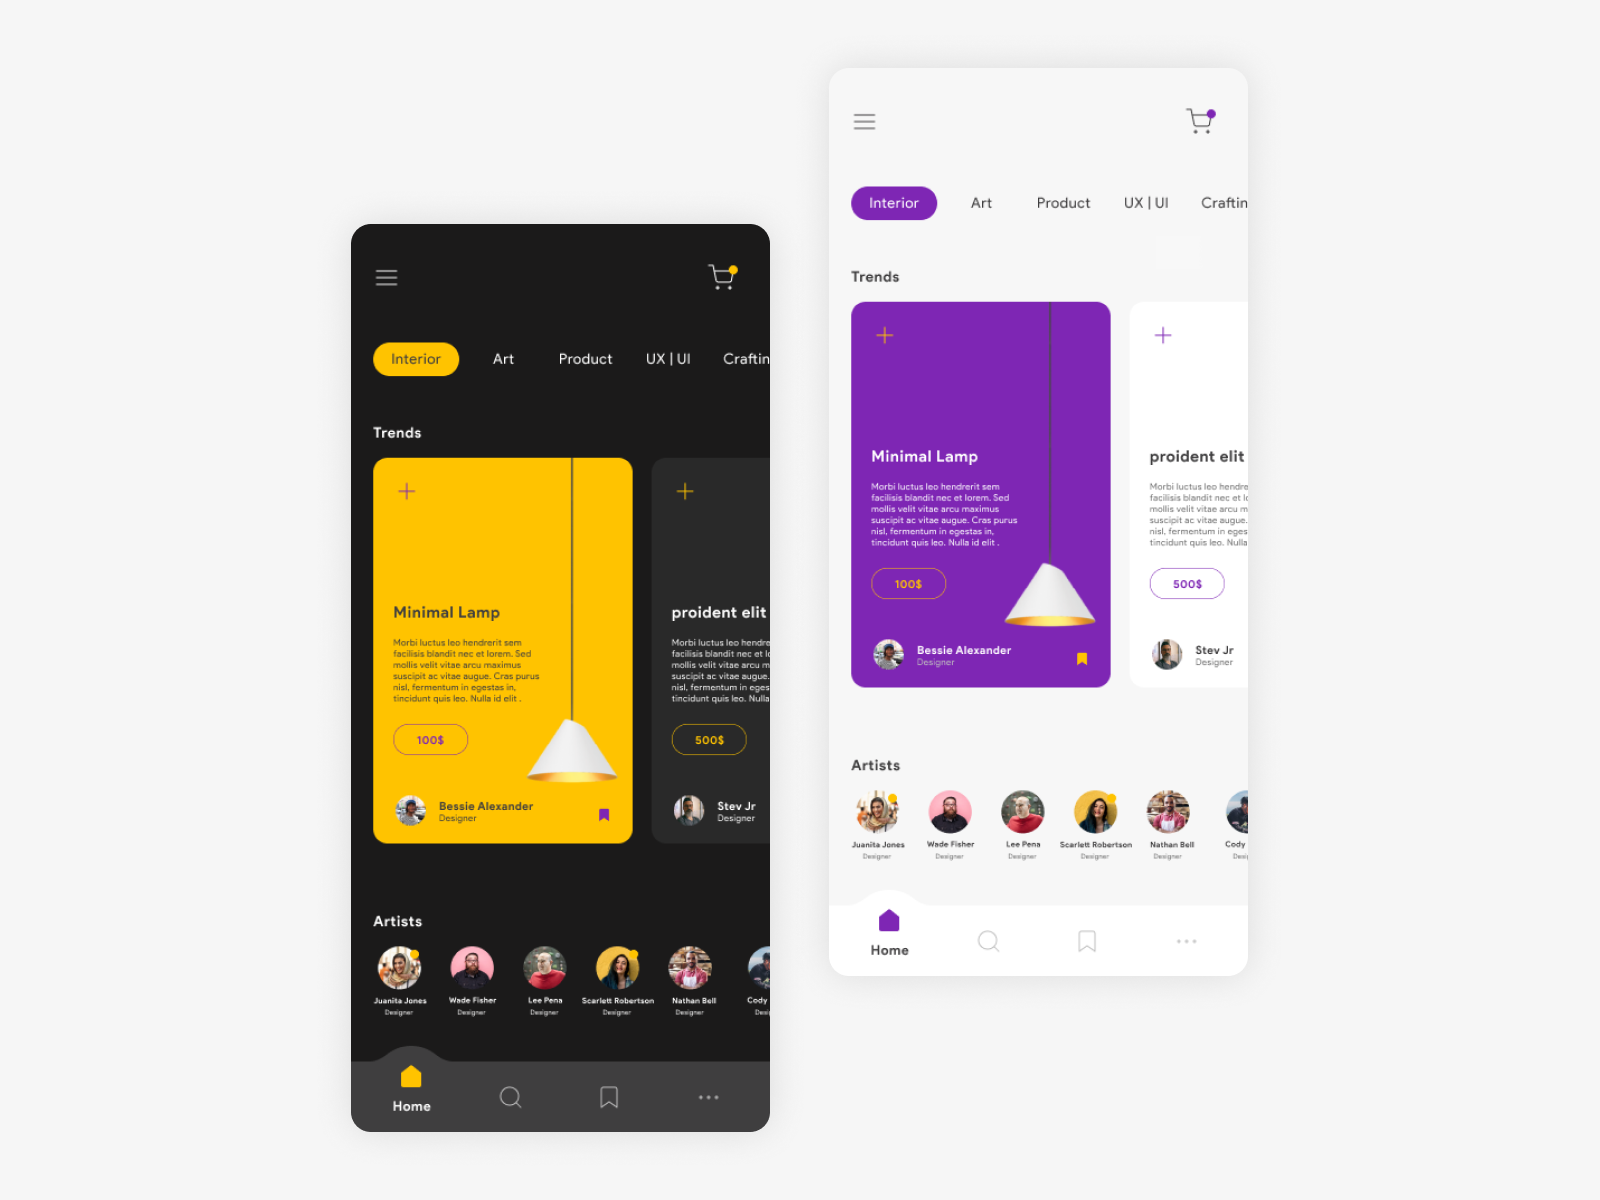 Interior Art Product UX | UI Craftin
Trends
Minimal Lamp
Morbi luctus leo hendrerit sem
facilisis blandit nec et lorem. Sed
mollis velit vitae arcu maximus
suscipit ac vitae augue. Cras purus
nisl, fermentum in egestas in,
tincidunt quis leo. Nulla id elit .
100$
Bessie Alexander
Designer
proident elit
Morbi luctus leo hendre
facilisis blandit nec et lo
mollis velit vitae arcu m
suscipit ac vitae augue.
nisl, fermentum in eges
tincidunt quis leo. Nulla
500$
Stev Jr
Designer
Artists
Juanita Jones
Designer
Wade Fisher
Designer
Lee Pena
Designer
Scarlett Robertson
Designer
Nathan Bell
Designer
Cody
Desig
Home
Interior Art Product UX | UI Craftin
Trends
Minimal Lamp
Morbi luctus leo hendrerit sem
facilisis blandit nec et lorem. Sed
mollis velit vitae arcu maximus
suscipit ac vitae augue. Cras purus
nisl, fermentum in egestas in,
tincidunt quis leo. Nulla id elit .
100$
Bessie Alexander
Designer
proident elit
Morbi luctus leo hendre
facilisis blandit nec et lo
mollis velit vitae arcu m
suscipit ac vitae augue.
nisl, fermentum in eges
tincidunt quis leo. Nulla
500$
Stev Jr
Designer
Artists
Juanita Jones
Designer
Wade Fisher
Designer
Lee Pena
Designer
Scarlett Robertson
Designer
Nathan Bell
Designer
Cody
Desig
Home